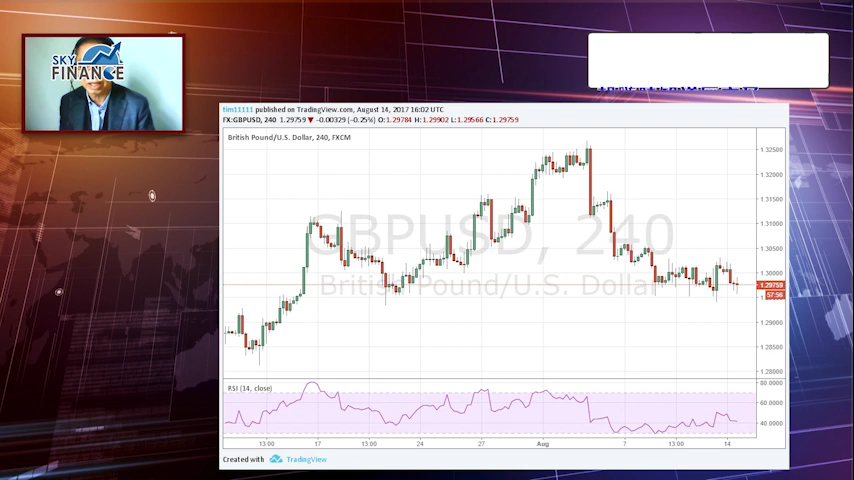 SKY
FINANCE
tim11111 published on TradingView.com, August 14, 2017 16:02 UTC
FX:GBPUSD, 240 1.29759 ▼ −0.00329 (−0.25%) O:1.29784 H:1.29902 L:1.29566 C:1.29759
British Pound/U.S. Dollar, 240, FXCM
GBPUSD, 240
British Pound/U.S. Dollar
1.32500
1.32000
1.31500
1.31000
1.30500
1.30000
1.29759
57:56
1.29000
1.28500
1.28000
RSI (14, close)
80.0000
60.0000
40.0000
13:00 17 13:00 24 27 Aug 7 13:00 14
Created with TradingView